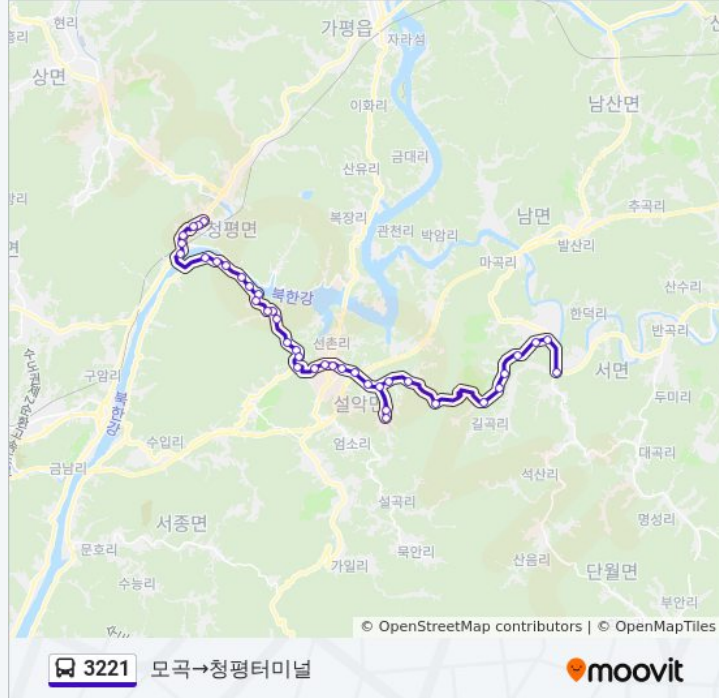 현리
가평읍
자라섬
상면
이화리
남산면
금대리
산유리
복장리
남면
추곡리
청평면
관천리
박암리
발산리
마곡리
북한강
산수리
한덕리
반곡리
선촌리
서면
구암리
북한강
설악면
두미리
길곡리
수입리
엄소리
대곡리
금남리
석산리
설곡리
명성리
서종면
문호리
묵안리
산음리
가일리
단월면
수능리
부안리
© OpenStreetMap contributors | © OpenMapTiles
3221 모곡→청평터미널
moovit